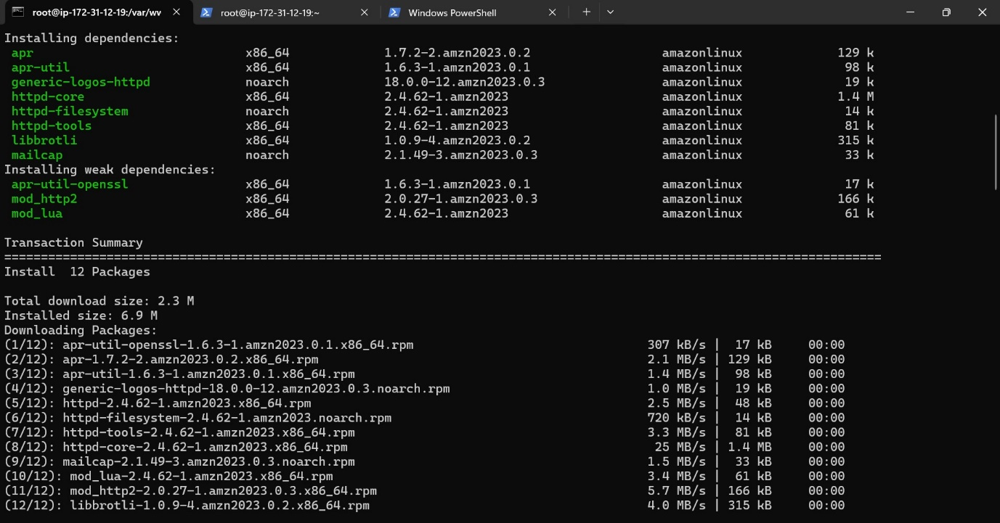 root@ip-172-31-12-19:/var/ww
root@ip-172-31-12-19:~
Windows PowerShell
Installing dependencies:
apr x86_64 1.7.2-2.amzn2023.0.2 amazonlinux 129 k
apr-util x86_64 1.6.3-1.amzn2023.0.1 amazonlinux 98 k
generic-logos-httpd noarch 18.0.0-12.amzn2023.0.3 amazonlinux 19 k
httpd-core x86_64 2.4.62-1.amzn2023 amazonlinux 1.4 M
httpd-filesystem noarch 2.4.62-1.amzn2023 amazonlinux 14 k
httpd-tools x86_64 2.4.62-1.amzn2023 amazonlinux 81 k
libbrotli x86_64 1.0.9-4.amzn2023.0.2 amazonlinux 315 k
mailcap noarch 2.1.49-3.amzn2023.0.3 amazonlinux 33 k
Installing weak dependencies:
apr-util-openssl x86_64 1.6.3-1.amzn2023.0.1 amazonlinux 17 k
mod_http2 x86_64 2.0.27-1.amzn2023.0.3 amazonlinux 166 k
mod_lua x86_64 2.4.62-1.amzn2023 amazonlinux 61 k
Transaction Summary
========================================================================================================================
Install 12 Packages
Total download size: 2.3 M
Installed size: 6.9 M
Downloading Packages:
(1/12): apr-util-openssl-1.6.3-1.amzn2023.0.1.x86_64.rpm 307 kB/s | 17 kB 00:00
(2/12): apr-1.7.2-2.amzn2023.0.2.x86_64.rpm 2.1 MB/s | 129 kB 00:00
(3/12): apr-util-1.6.3-1.amzn2023.0.1.x86_64.rpm 1.4 MB/s | 98 kB 00:00
(4/12): generic-logos-httpd-18.0.0-12.amzn2023.0.3.noarch.rpm 1.0 MB/s | 19 kB 00:00
(5/12): httpd-2.4.62-1.amzn2023.x86_64.rpm 2.5 MB/s | 48 kB 00:00
(6/12): httpd-filesystem-2.4.62-1.amzn2023.noarch.rpm 720 kB/s | 14 kB 00:00
(7/12): httpd-tools-2.4.62-1.amzn2023.x86_64.rpm 3.3 MB/s | 81 kB 00:00
(8/12): httpd-core-2.4.62-1.amzn2023.x86_64.rpm 25 MB/s | 1.4 MB 00:00
(9/12): mailcap-2.1.49-3.amzn2023.0.3.noarch.rpm 1.5 MB/s | 33 kB 00:00
(10/12): mod_lua-2.4.62-1.amzn2023.x86_64.rpm 3.4 MB/s | 61 kB 00:00
(11/12): mod_http2-2.0.27-1.amzn2023.0.3.x86_64.rpm 5.7 MB/s | 166 kB 00:00
(12/12): libbrotli-1.0.9-4.amzn2023.0.2.x86_64.rpm 4.0 MB/s | 315 kB 00:00